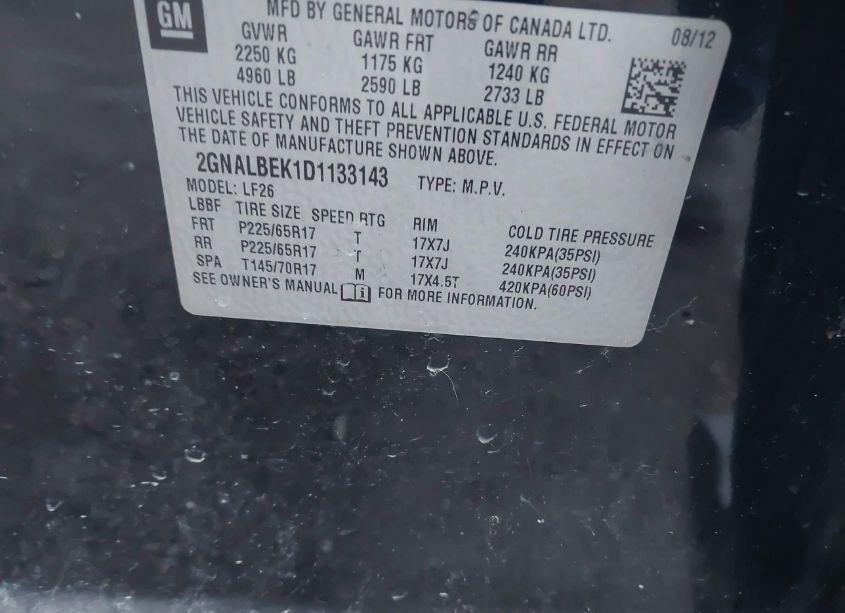 GM
MFD BY GENERAL MOTORS OF CANADA LTD. 08/12
GVWR GAWR FRT GAWR RR
2250 KG 1175 KG 1240 KG
4960 LB 2590 LB 2733 LB
THIS VEHICLE CONFORMS TO ALL APPLICABLE U.S. FEDERAL MOTOR
VEHICLE SAFETY AND THEFT PREVENTION STANDARDS IN EFFECT ON
THE DATE OF MANUFACTURE SHOWN ABOVE.
2GNALBEK1D1133143 TYPE: M.P.V.
MODEL: LF26
LBBF TIRE SIZE SPEED RTG RIM COLD TIRE PRESSURE
FRT P225/65R17 T 17X7J 240KPA(35PSI)
RR P225/65R17 T 17X7J 240KPA(35PSI)
SPA T145/70R17 M 17X4.5T 420KPA(60PSI)
SEE OWNER'S MANUAL FOR MORE INFORMATION.